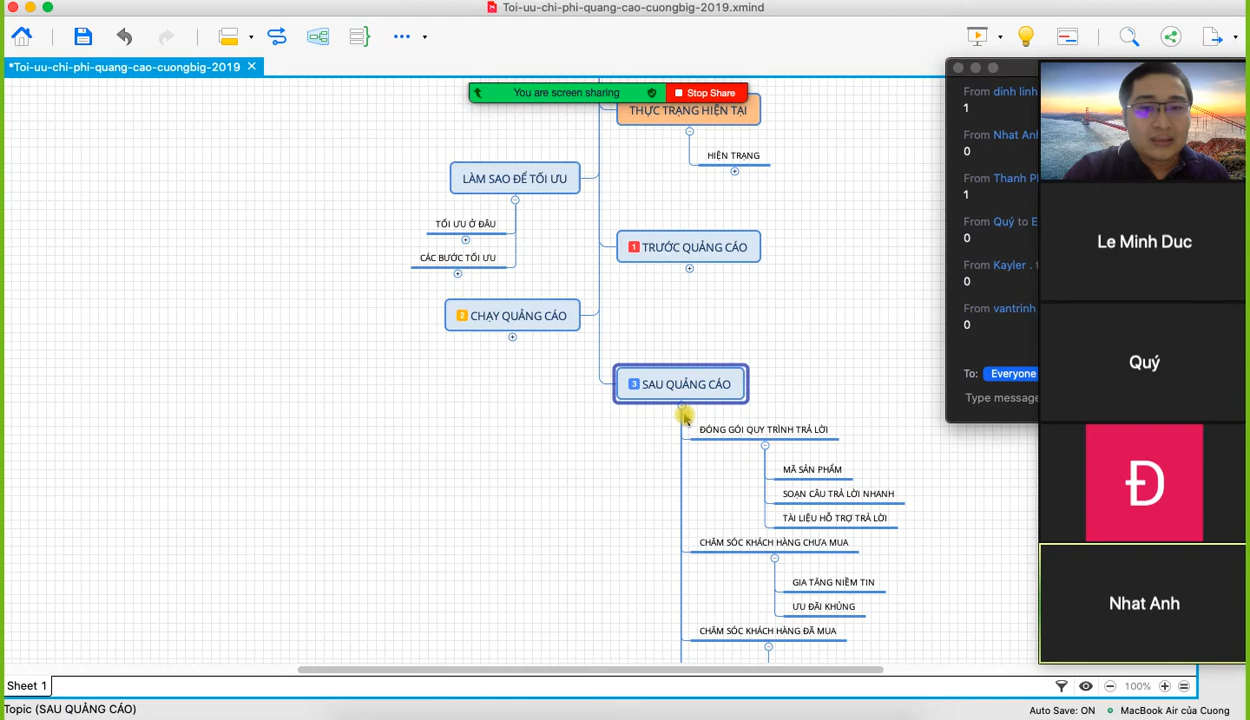 Toi-uu-chi-phi-quang-cao-cuongbig-2019.xmind
*Toi-uu-chi-phi-quang-cao-cuongbig-2019
You are screen sharing
Stop Share
THỰC TRẠNG HIỆN TẠI
HIỆN TRẠNG
LÀM SAO ĐỂ TỐI ƯU
TỐI ƯU Ở ĐÂU
CÁC BƯỚC TỐI ƯU
1 TRƯỚC QUẢNG CÁO
2 CHẠY QUẢNG CÁO
3 SAU QUẢNG CÁO
ĐÓNG GÓI QUY TRÌNH TRẢ LỜI
MÃ SẢN PHẨM
SOẠN CÂU TRẢ LỜI NHANH
TÀI LIỆU HỖ TRỢ TRẢ LỜI
CHĂM SÓC KHÁCH HÀNG CHƯA MUA
GIA TĂNG NIỀM TIN
ƯU ĐÃI KHỦNG
CHĂM SÓC KHÁCH HÀNG ĐÃ MUA
From dinh linh
1
From Nhat Anh
0
From Thanh
1
From Quý to E
0
From Kayler . t
0
From vantrinh
0
To: Everyone
Type message
Le Minh Duc
Quý
Đ
Nhat Anh
Sheet 1
100%
Topic (SAU QUẢNG CÁO)
Auto Save: ON
MacBook Air của Cuong